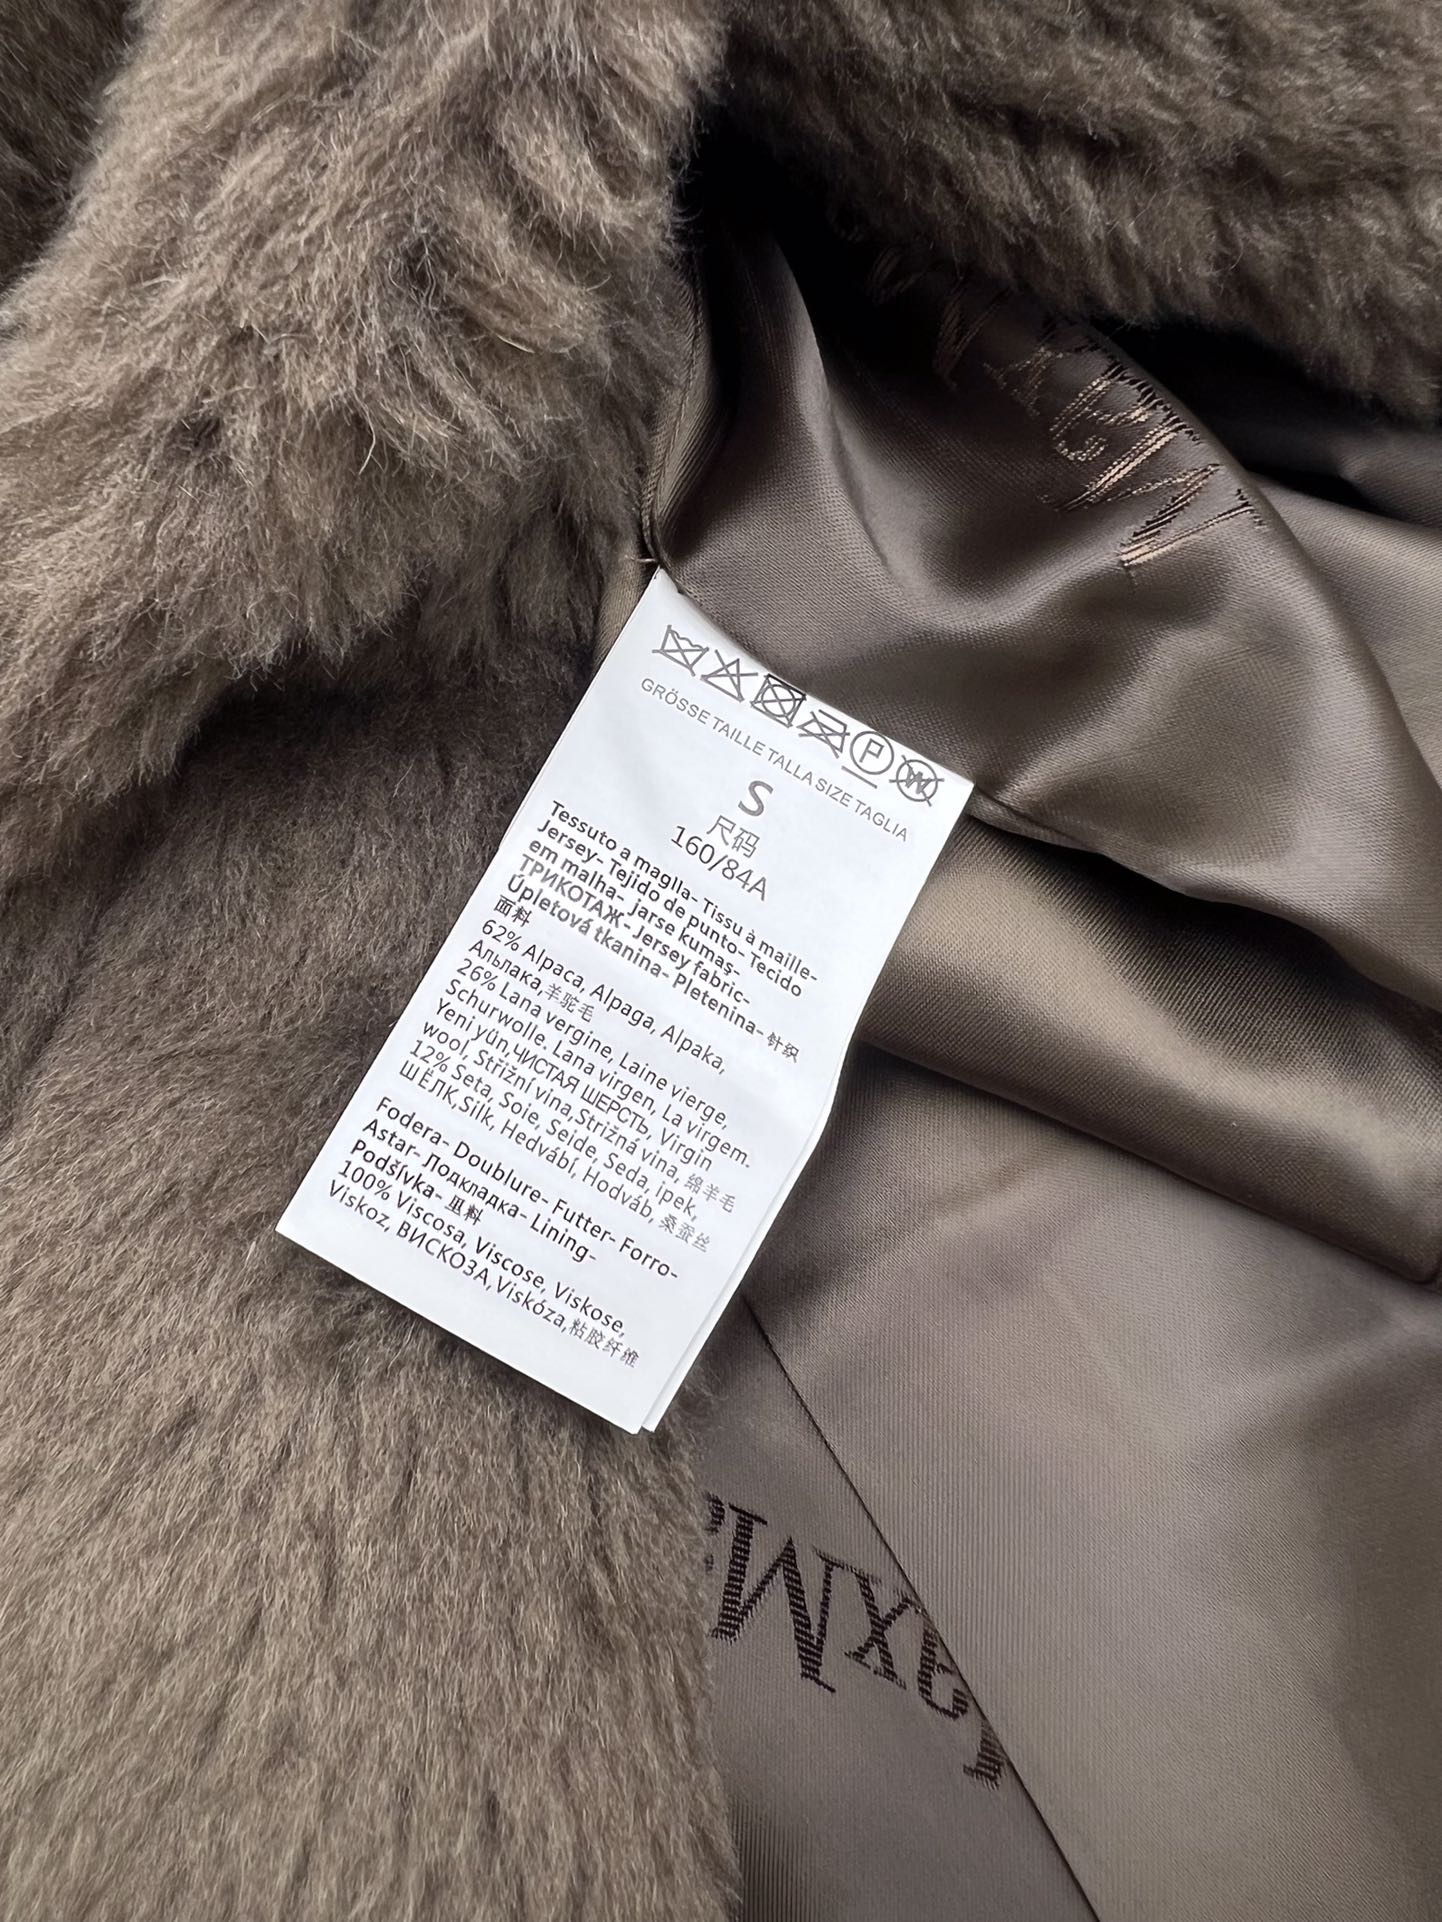 MaxM
GRÖSSE TAILLE TALLA SIZE TAGLIA
S
尺码
160/84A
Tessuto a maglla- Tissu à maille-
Jersey- Tejido de punto- Tecido
em malha- jarse kumaş-
ТРИКОТАЖ- Jersey fabric-
Úpletová tkanina- Pletenina- 针织
面料
62% Alpaca, Alpaga, Alpaka,
Альпака,羊驼毛
26% Lana vergine, Laine vierge,
Schurwolle. Lana virgen, La virgem.
Yeni yün,ЧИСТАЯ ШЕРСТЬ, Virgin
wool, Střižní vina,Strižná vina, 绵羊毛
12% Seta, Soie, Seide, Seda, ipek,
ШЁЛК,Silk, Hedvábí, Hodváb, 桑蚕丝
Fodera- Doublure- Futter- Forro-
Astar- Подкладка- Lining-
Podšívka- 里料
100% Viscosa, Viscose, Viskose,
Viskoz, ВИСКОЗА,Viskóza,粘胶纤维
axMa